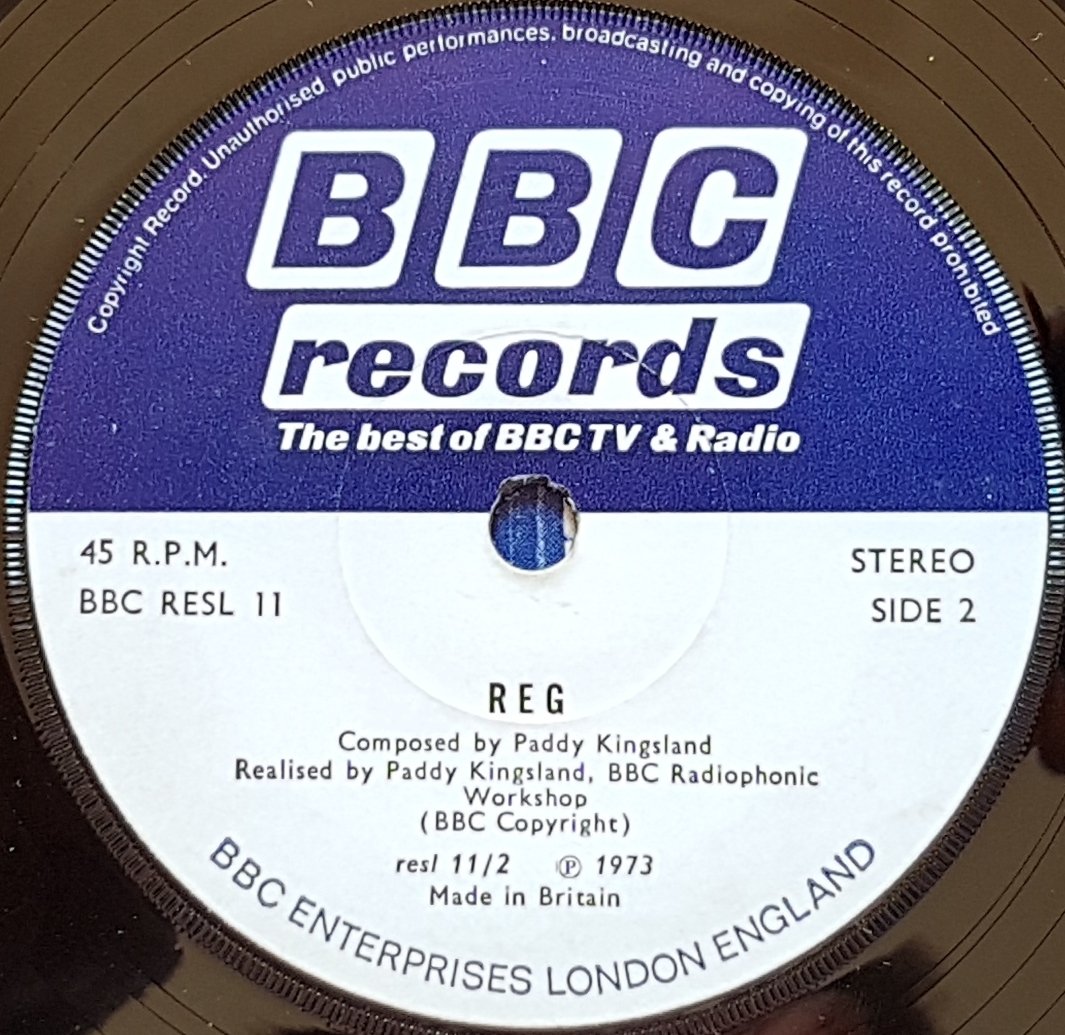 Copyright Record. Unauthorised public performances, broadcasting and copying of this record prohibited
BBC
records
The best of BBC TV & Radio
45 R.P.M.
BBC RESL 11
STEREO
SIDE 2
REG
Composed by Paddy Kingsland
Realised by Paddy Kingsland, BBC Radiophonic
Workshop
(BBC Copyright)
resl 11/2 ℗ 1973
Made in Britain
BBC ENTERPRISES LONDON ENGLAND